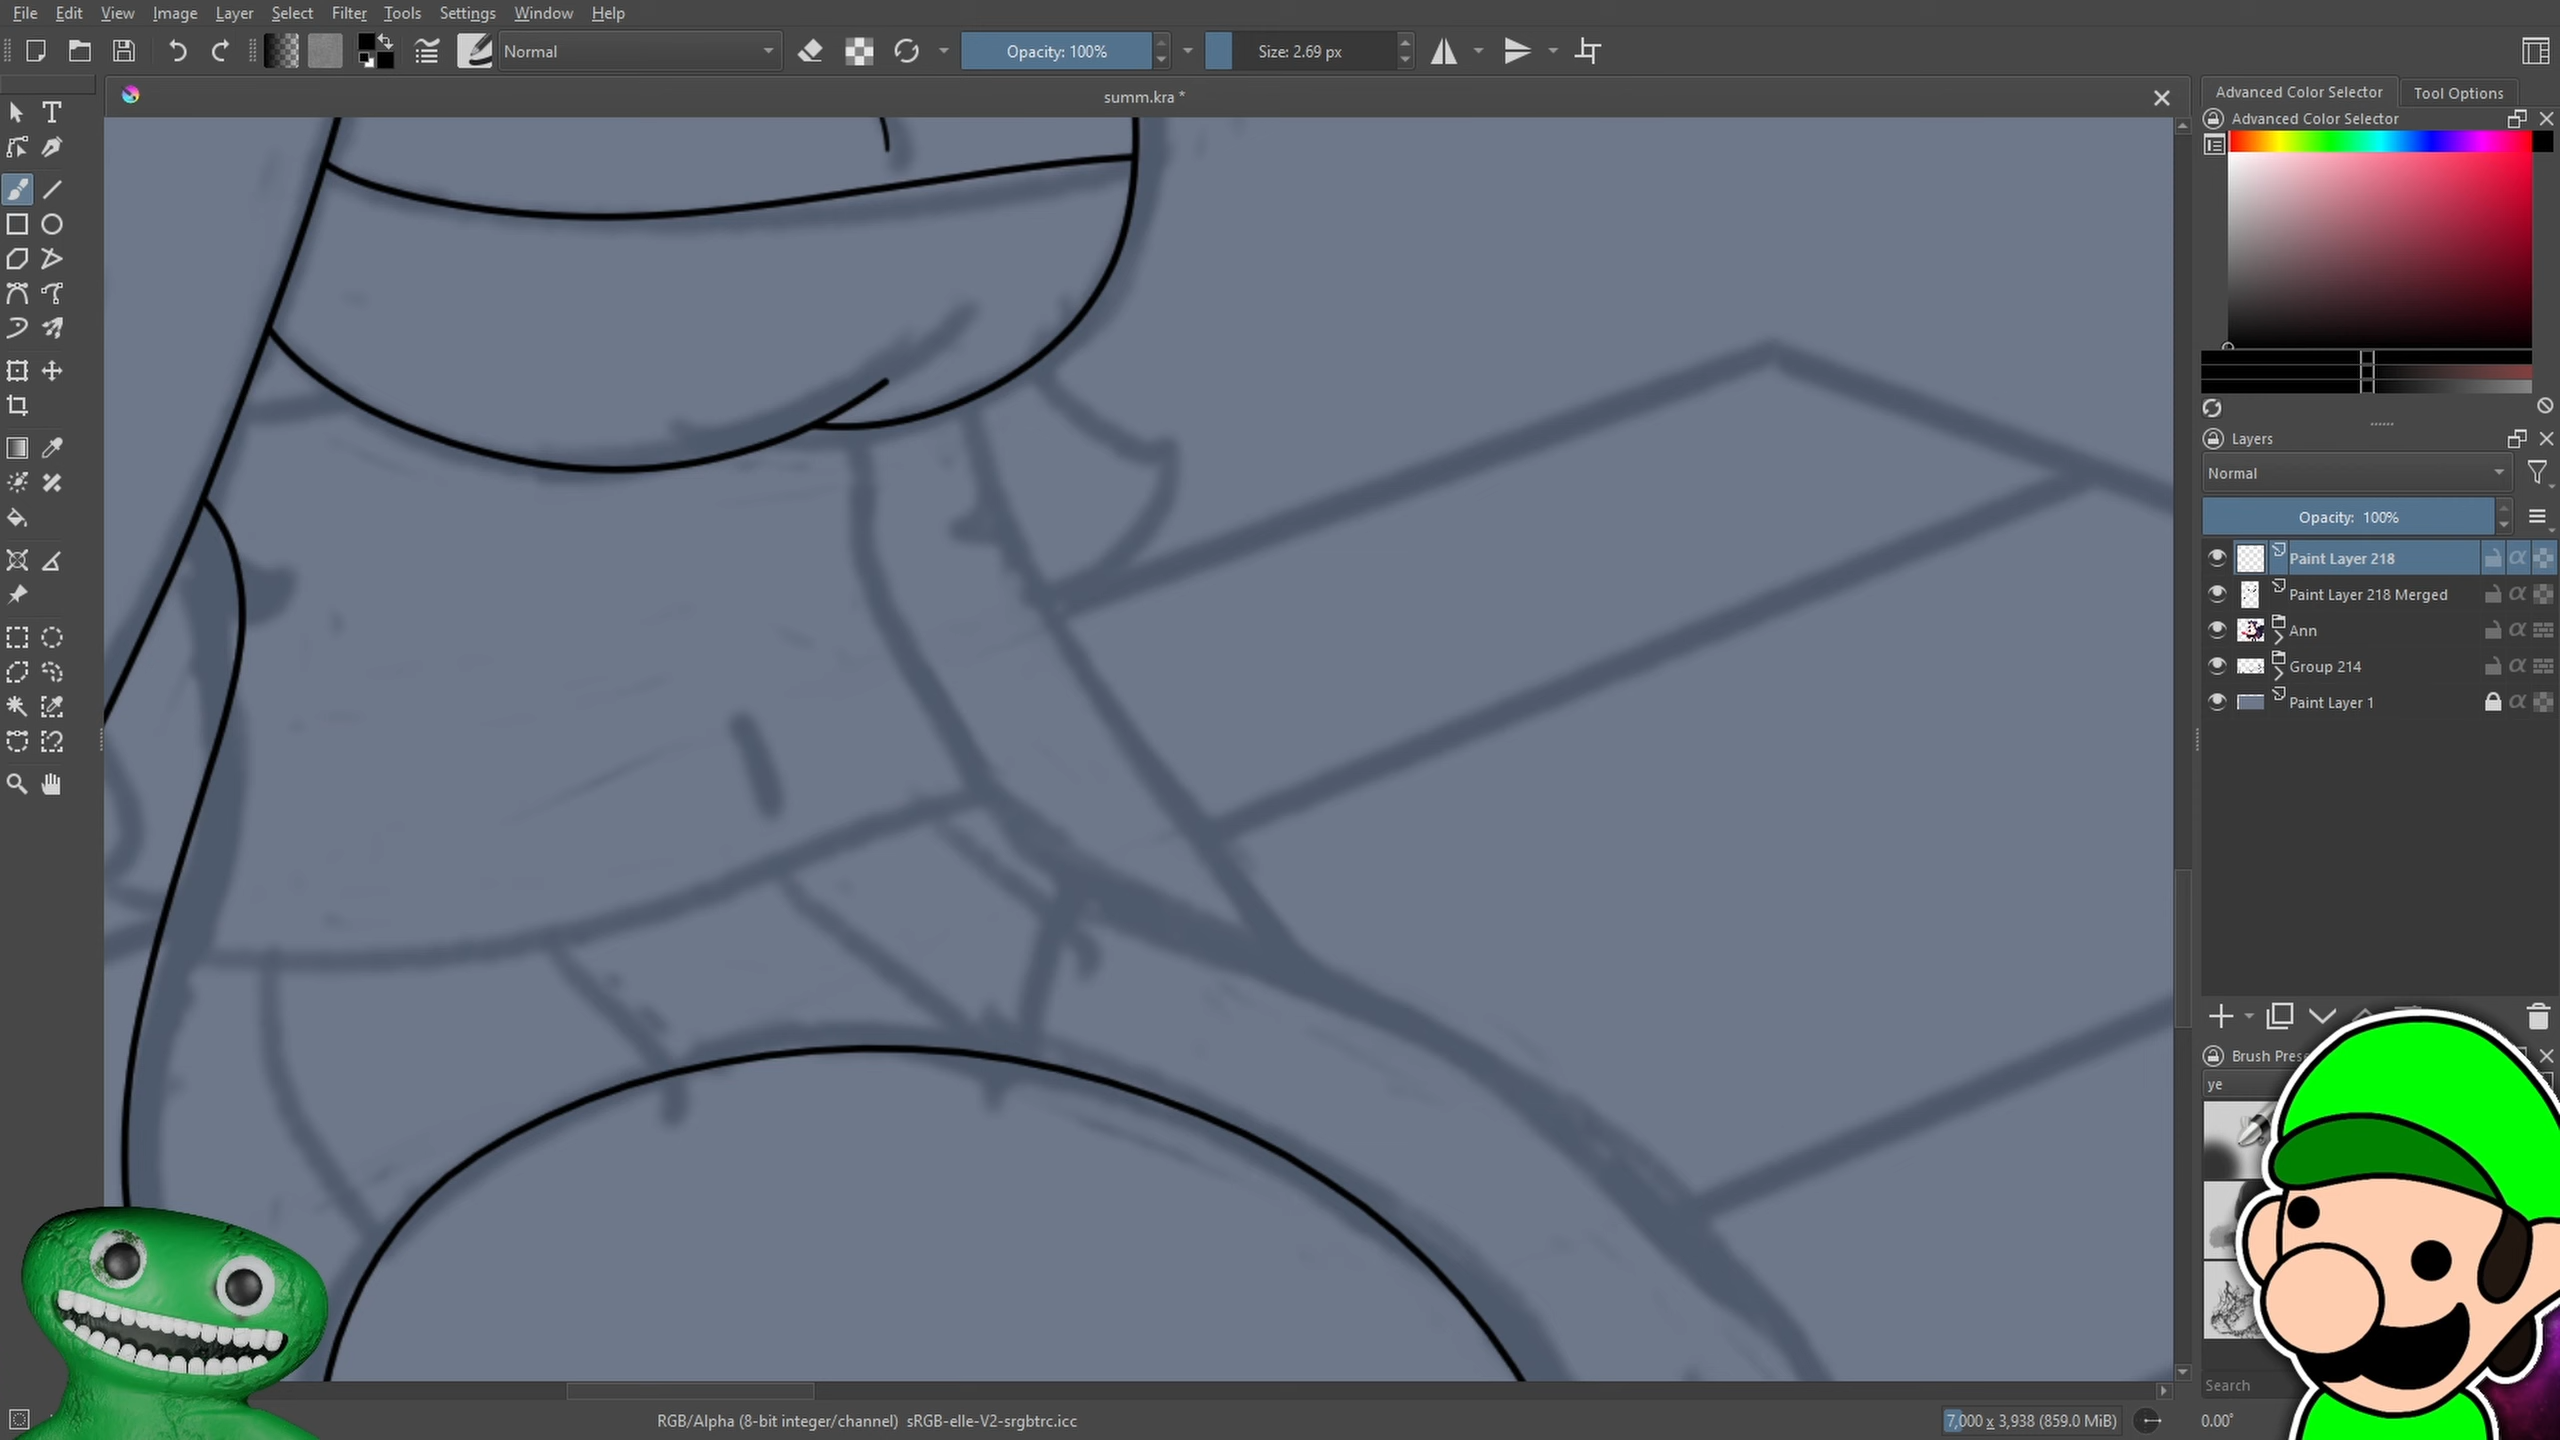 File Edit View Image Layer Select Filter Tools Settings Window Help
Normal Opacity: 100% Size: 2.69 px
summ.kra *
Advanced Color Selector Tool Options
Advanced Color Selector
Layers
Normal
Opacity: 100%
Paint Layer 218
Paint Layer 218 Merged
Ann
Group 214
Paint Layer 1
Brush Pres
ye
Search
RGB/Alpha (8-bit integer/channel) sRGB-elle-V2-srgbtrc.icc
7,000 x 3,938 (859.0 MiB)
0.00°